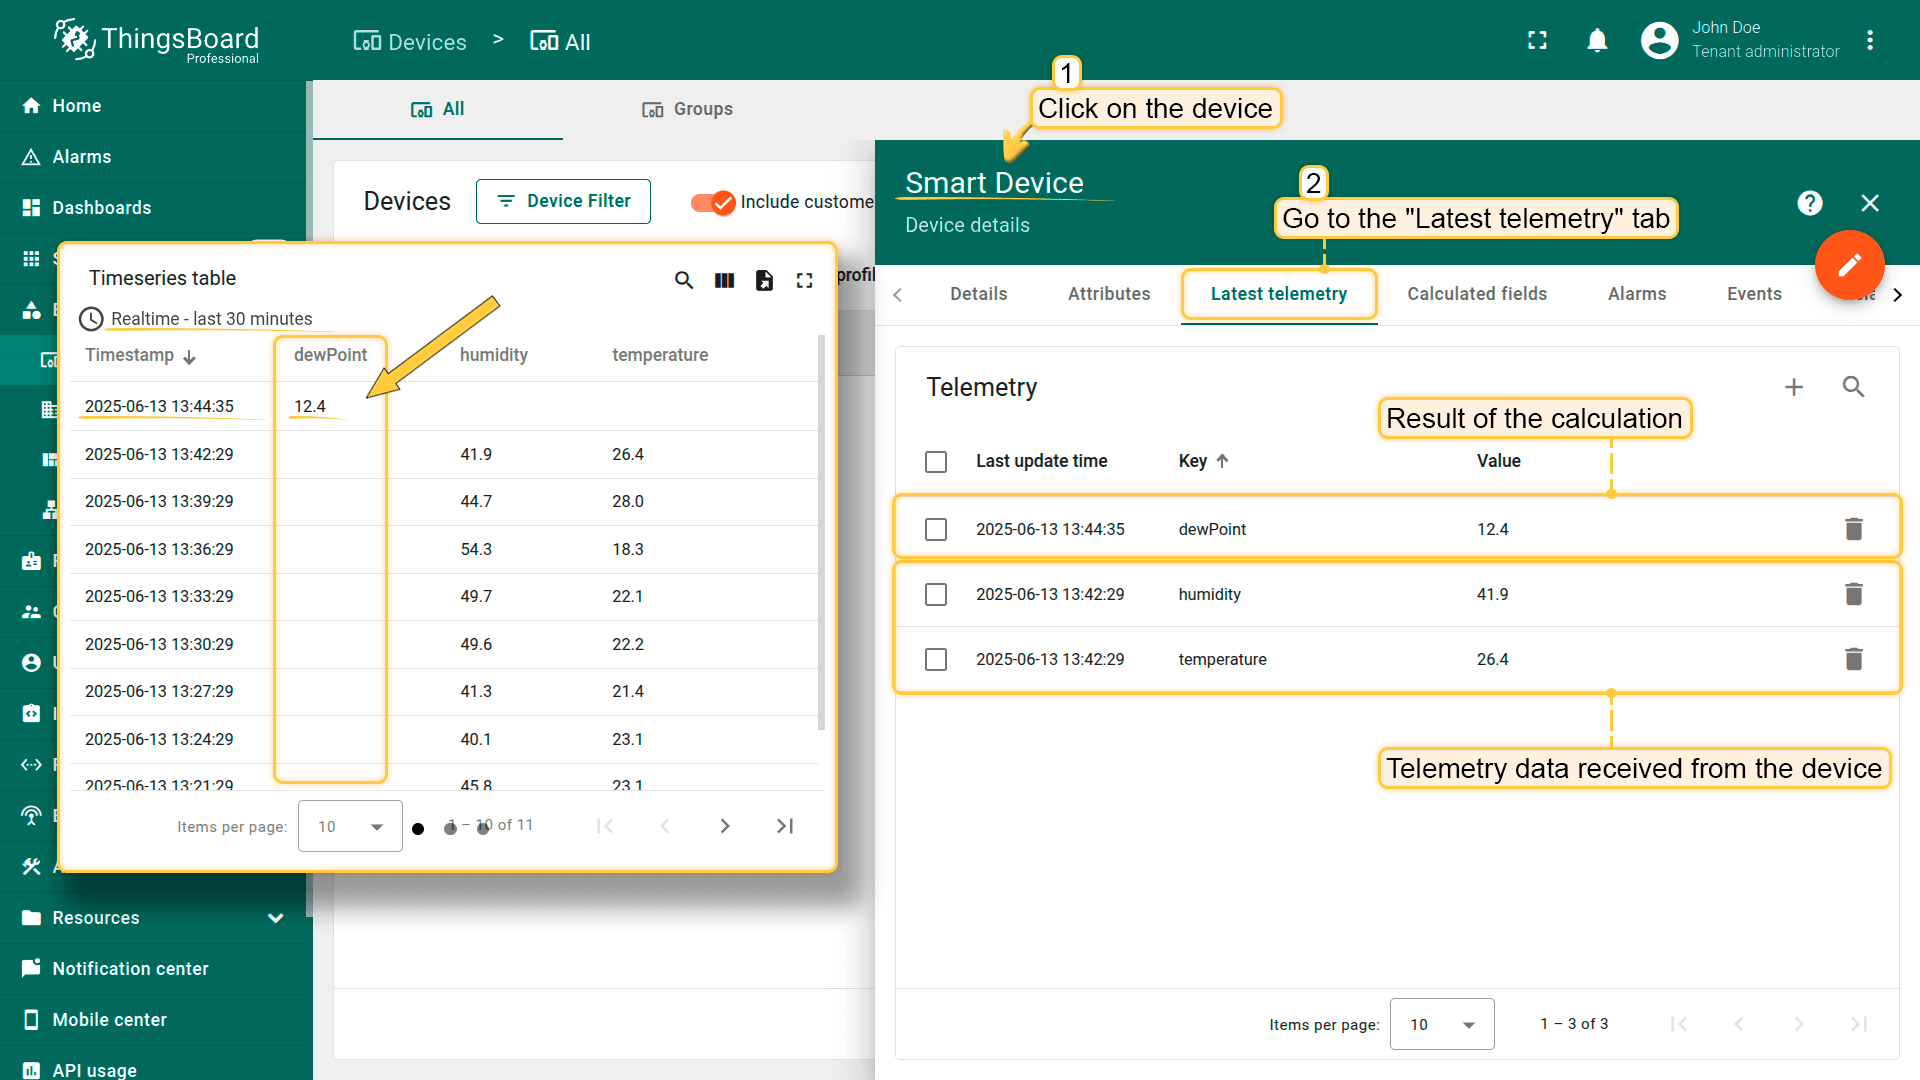 ThingsBoard
Professional
Devices > All
John Doe
Tenant administrator
Home
Alarms
Dashboards
Resources
Notification center
Mobile center
API usage
All
Groups
1
Click on the device
Devices
Device Filter
Include custome
profil
Smart Device
Device details
2
Go to the "Latest telemetry" tab
Details Attributes Latest telemetry Calculated fields Alarms Events
Timeseries table
Realtime - last 30 minutes
Timestamp dewPoint humidity temperature
2025-06-13 13:44:35 12.4
2025-06-13 13:42:29 41.9 26.4
2025-06-13 13:39:29 44.7 28.0
2025-06-13 13:36:29 54.3 18.3
2025-06-13 13:33:29 49.7 22.1
2025-06-13 13:30:29 49.6 22.2
2025-06-13 13:27:29 41.3 21.4
2025-06-13 13:24:29 40.1 23.1
2025-06-13 13:21:29 45.8 23.1
Items per page: 10 1 – 10 of 11
Telemetry
Result of the calculation
Last update time Key Value
2025-06-13 13:44:35 dewPoint 12.4
2025-06-13 13:42:29 humidity 41.9
2025-06-13 13:42:29 temperature 26.4
Telemetry data received from the device
Items per page: 10 1 – 3 of 3